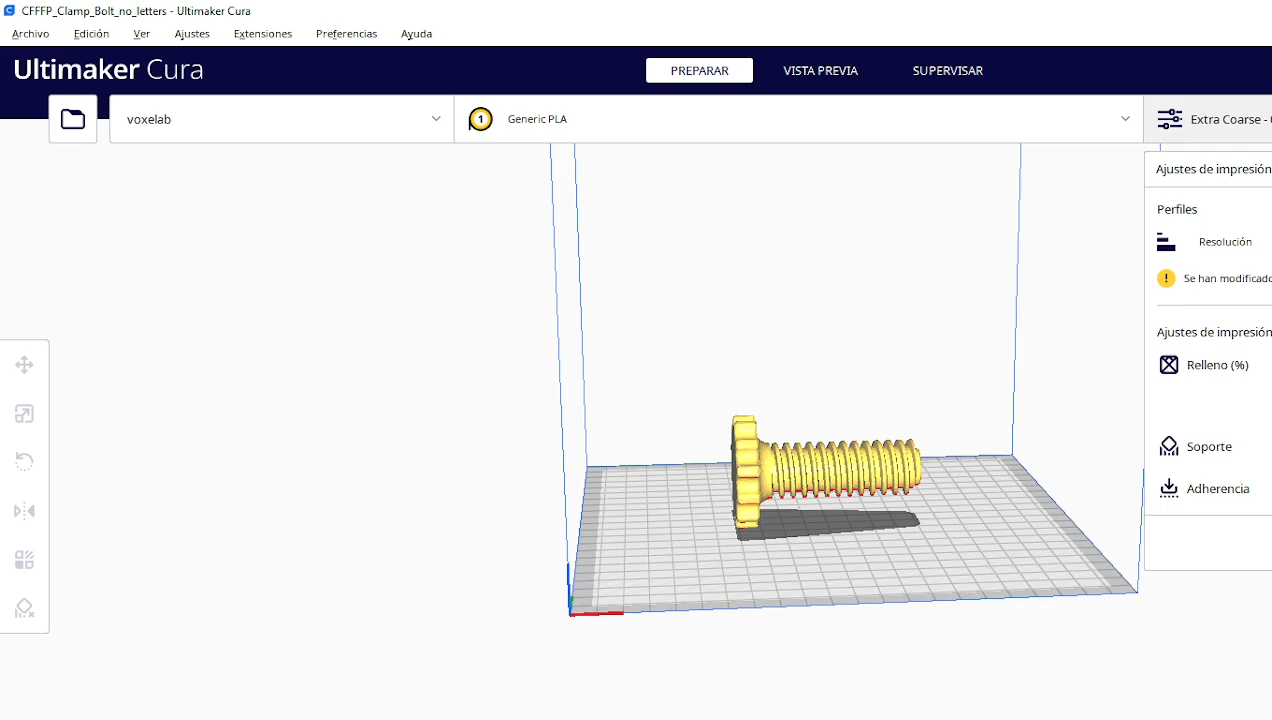 CFFFP_Clamp_Bolt_no_letters - Ultimaker Cura
Archivo Edición Ver Ajustes Extensiones Preferencias Ayuda
Ultimaker Cura PREPARAR VISTA PREVIA SUPERVISAR
voxelab 1 Generic PLA Extra Coarse -
Ajustes de impresión
Perfiles
Resolución
Se han modificado
Ajustes de impresión
Relleno (%)
Soporte
Adherencia